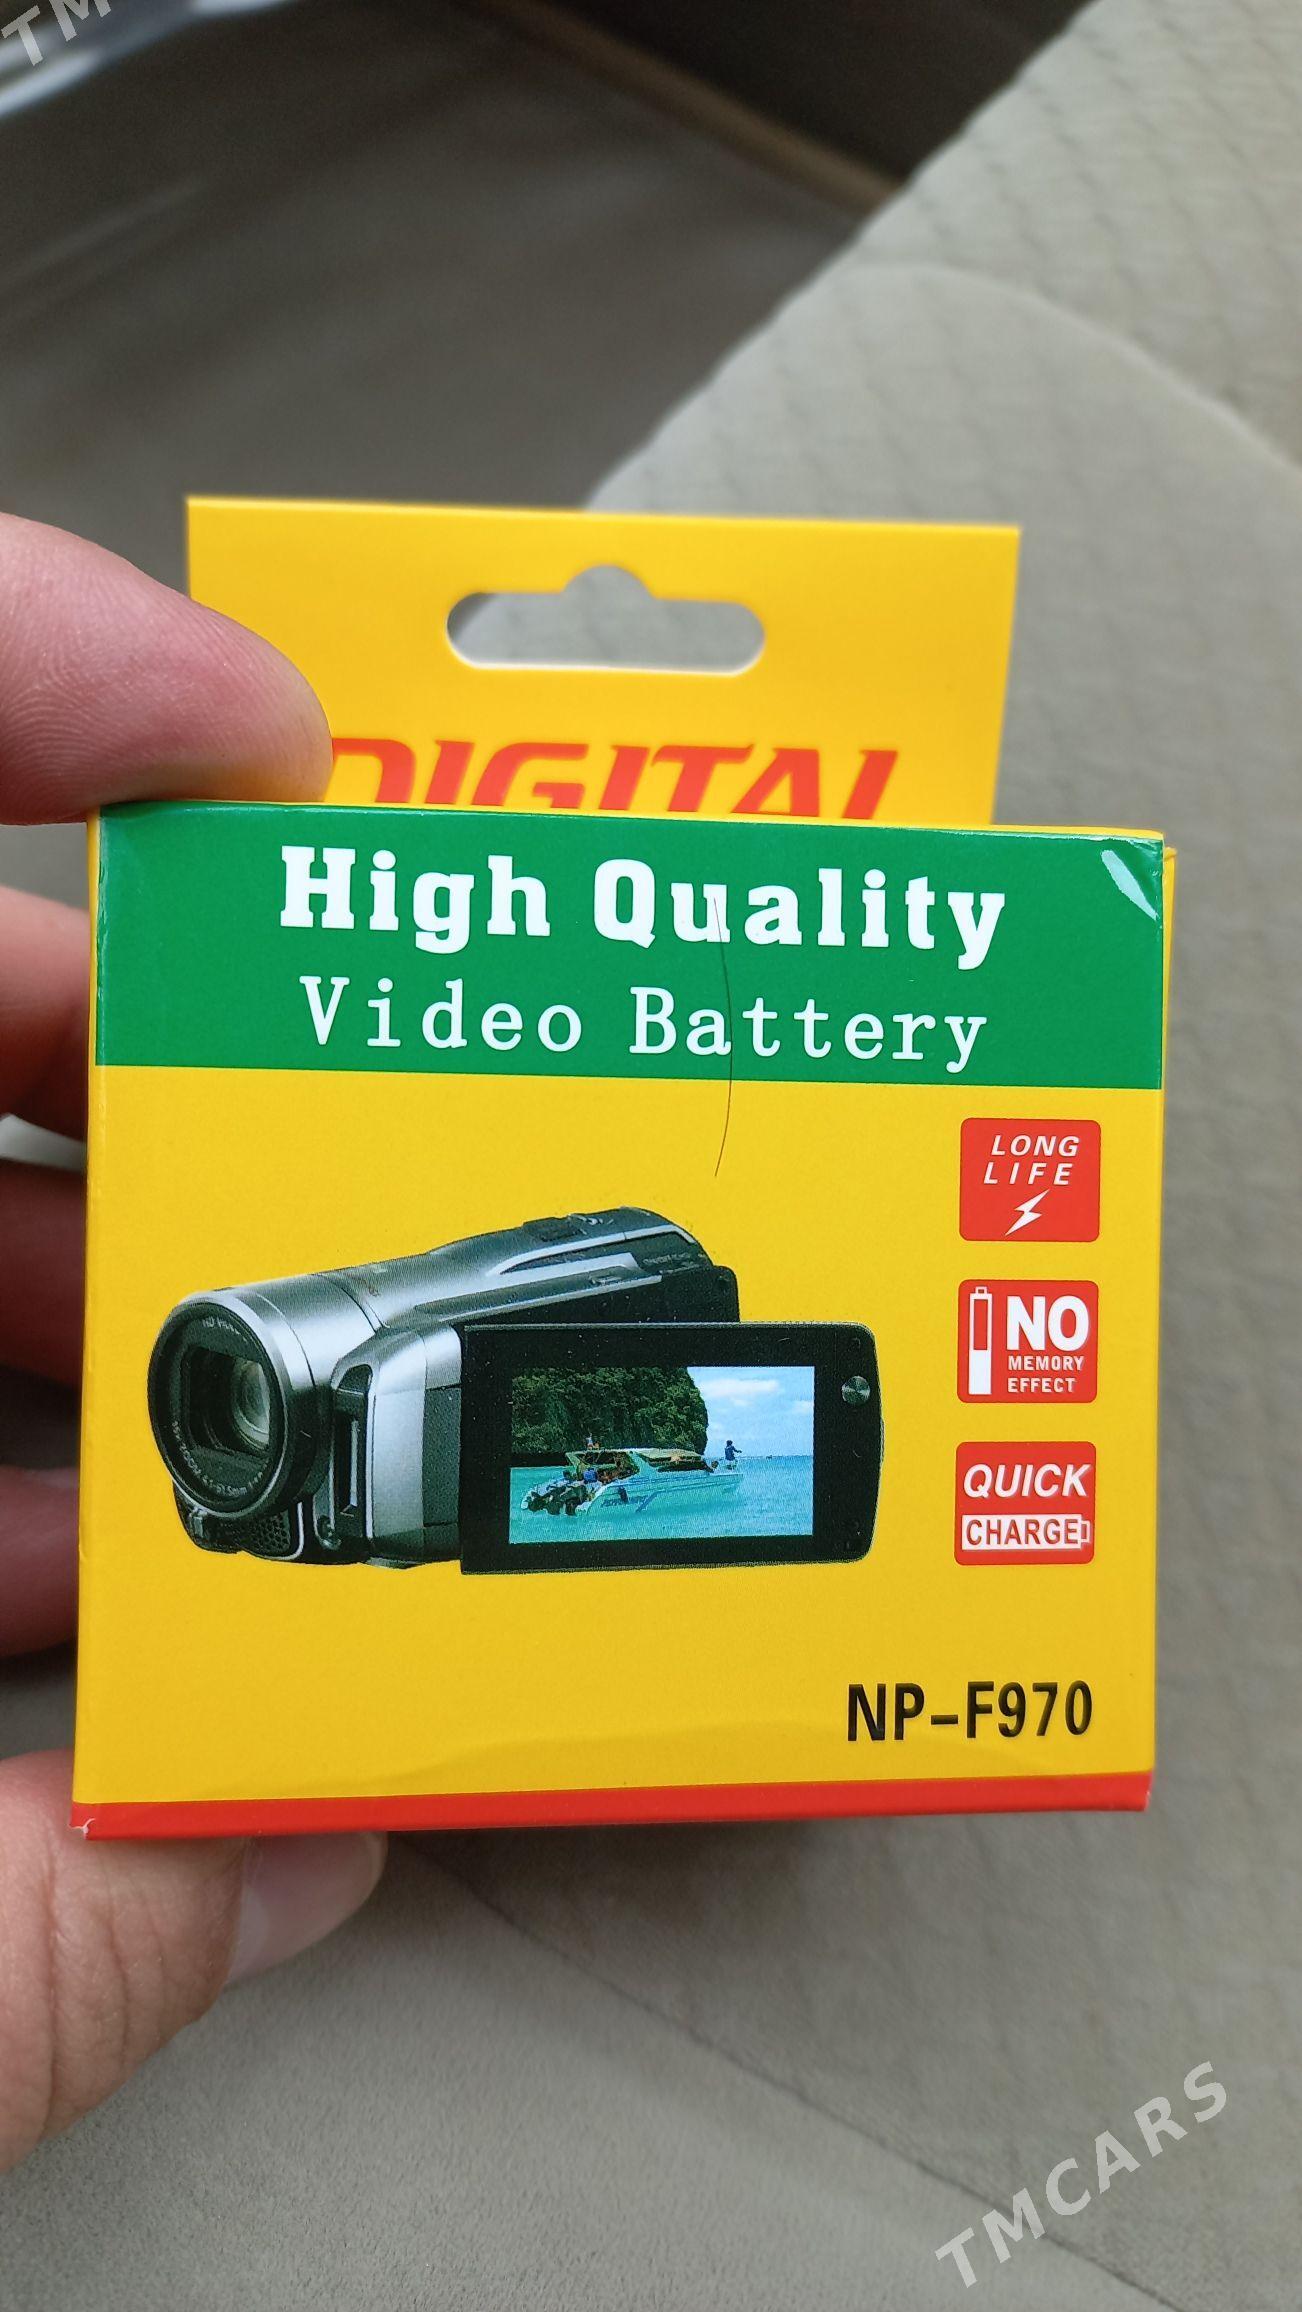 TM
DIGITAL
High Quality
Video Battery
LONG
LIFE
NO
MEMORY
EFFECT
QUICK
CHARGE
NP-F970
TMCARS